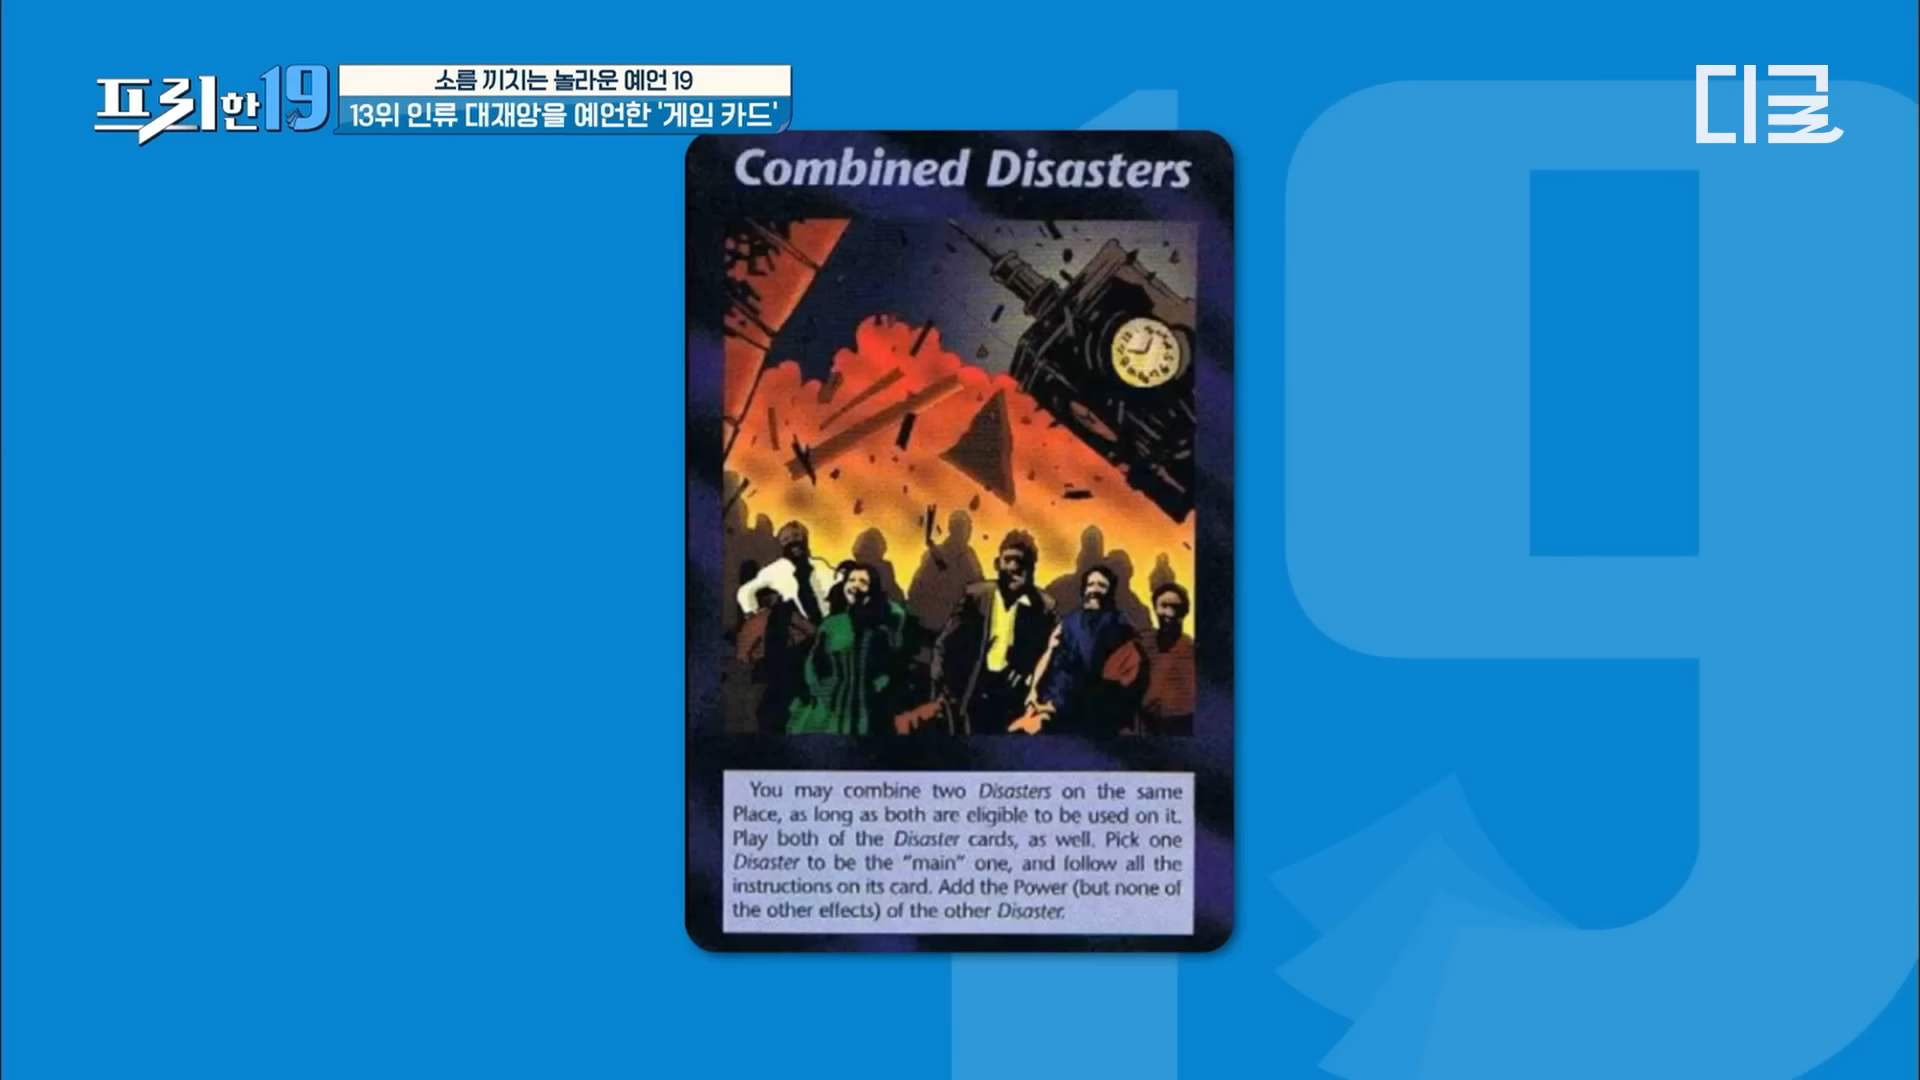 프리한19
소름 끼치는 놀라운 예언 19
13위 인류 대재앙을 예언한 '게임 카드'
디글
Combined Disasters
You may combine two Disasters on the same
Place, as long as both are eligible to be used on it.
Play both of the Disaster cards, as well. Pick one
Disaster to be the "main" one, and follow all the
instructions on its card. Add the Power (but none of
the other effects) of the other Disaster.